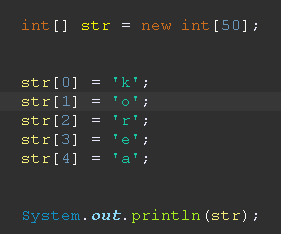 int[] str = new int[50];
str[0] = 'k';
str[1] = 'o';
str[2] = 'r';
str[3] = 'e';
str[4] = 'a';
System.out.println(str);